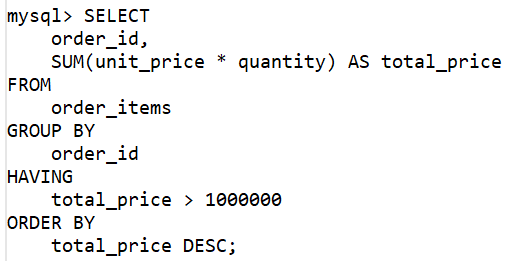 mysql> SELECT
    order_id,
    SUM(unit_price * quantity) AS total_price
FROM
    order_items
GROUP BY
    order_id
HAVING
    total_price > 1000000
ORDER BY
    total_price DESC;